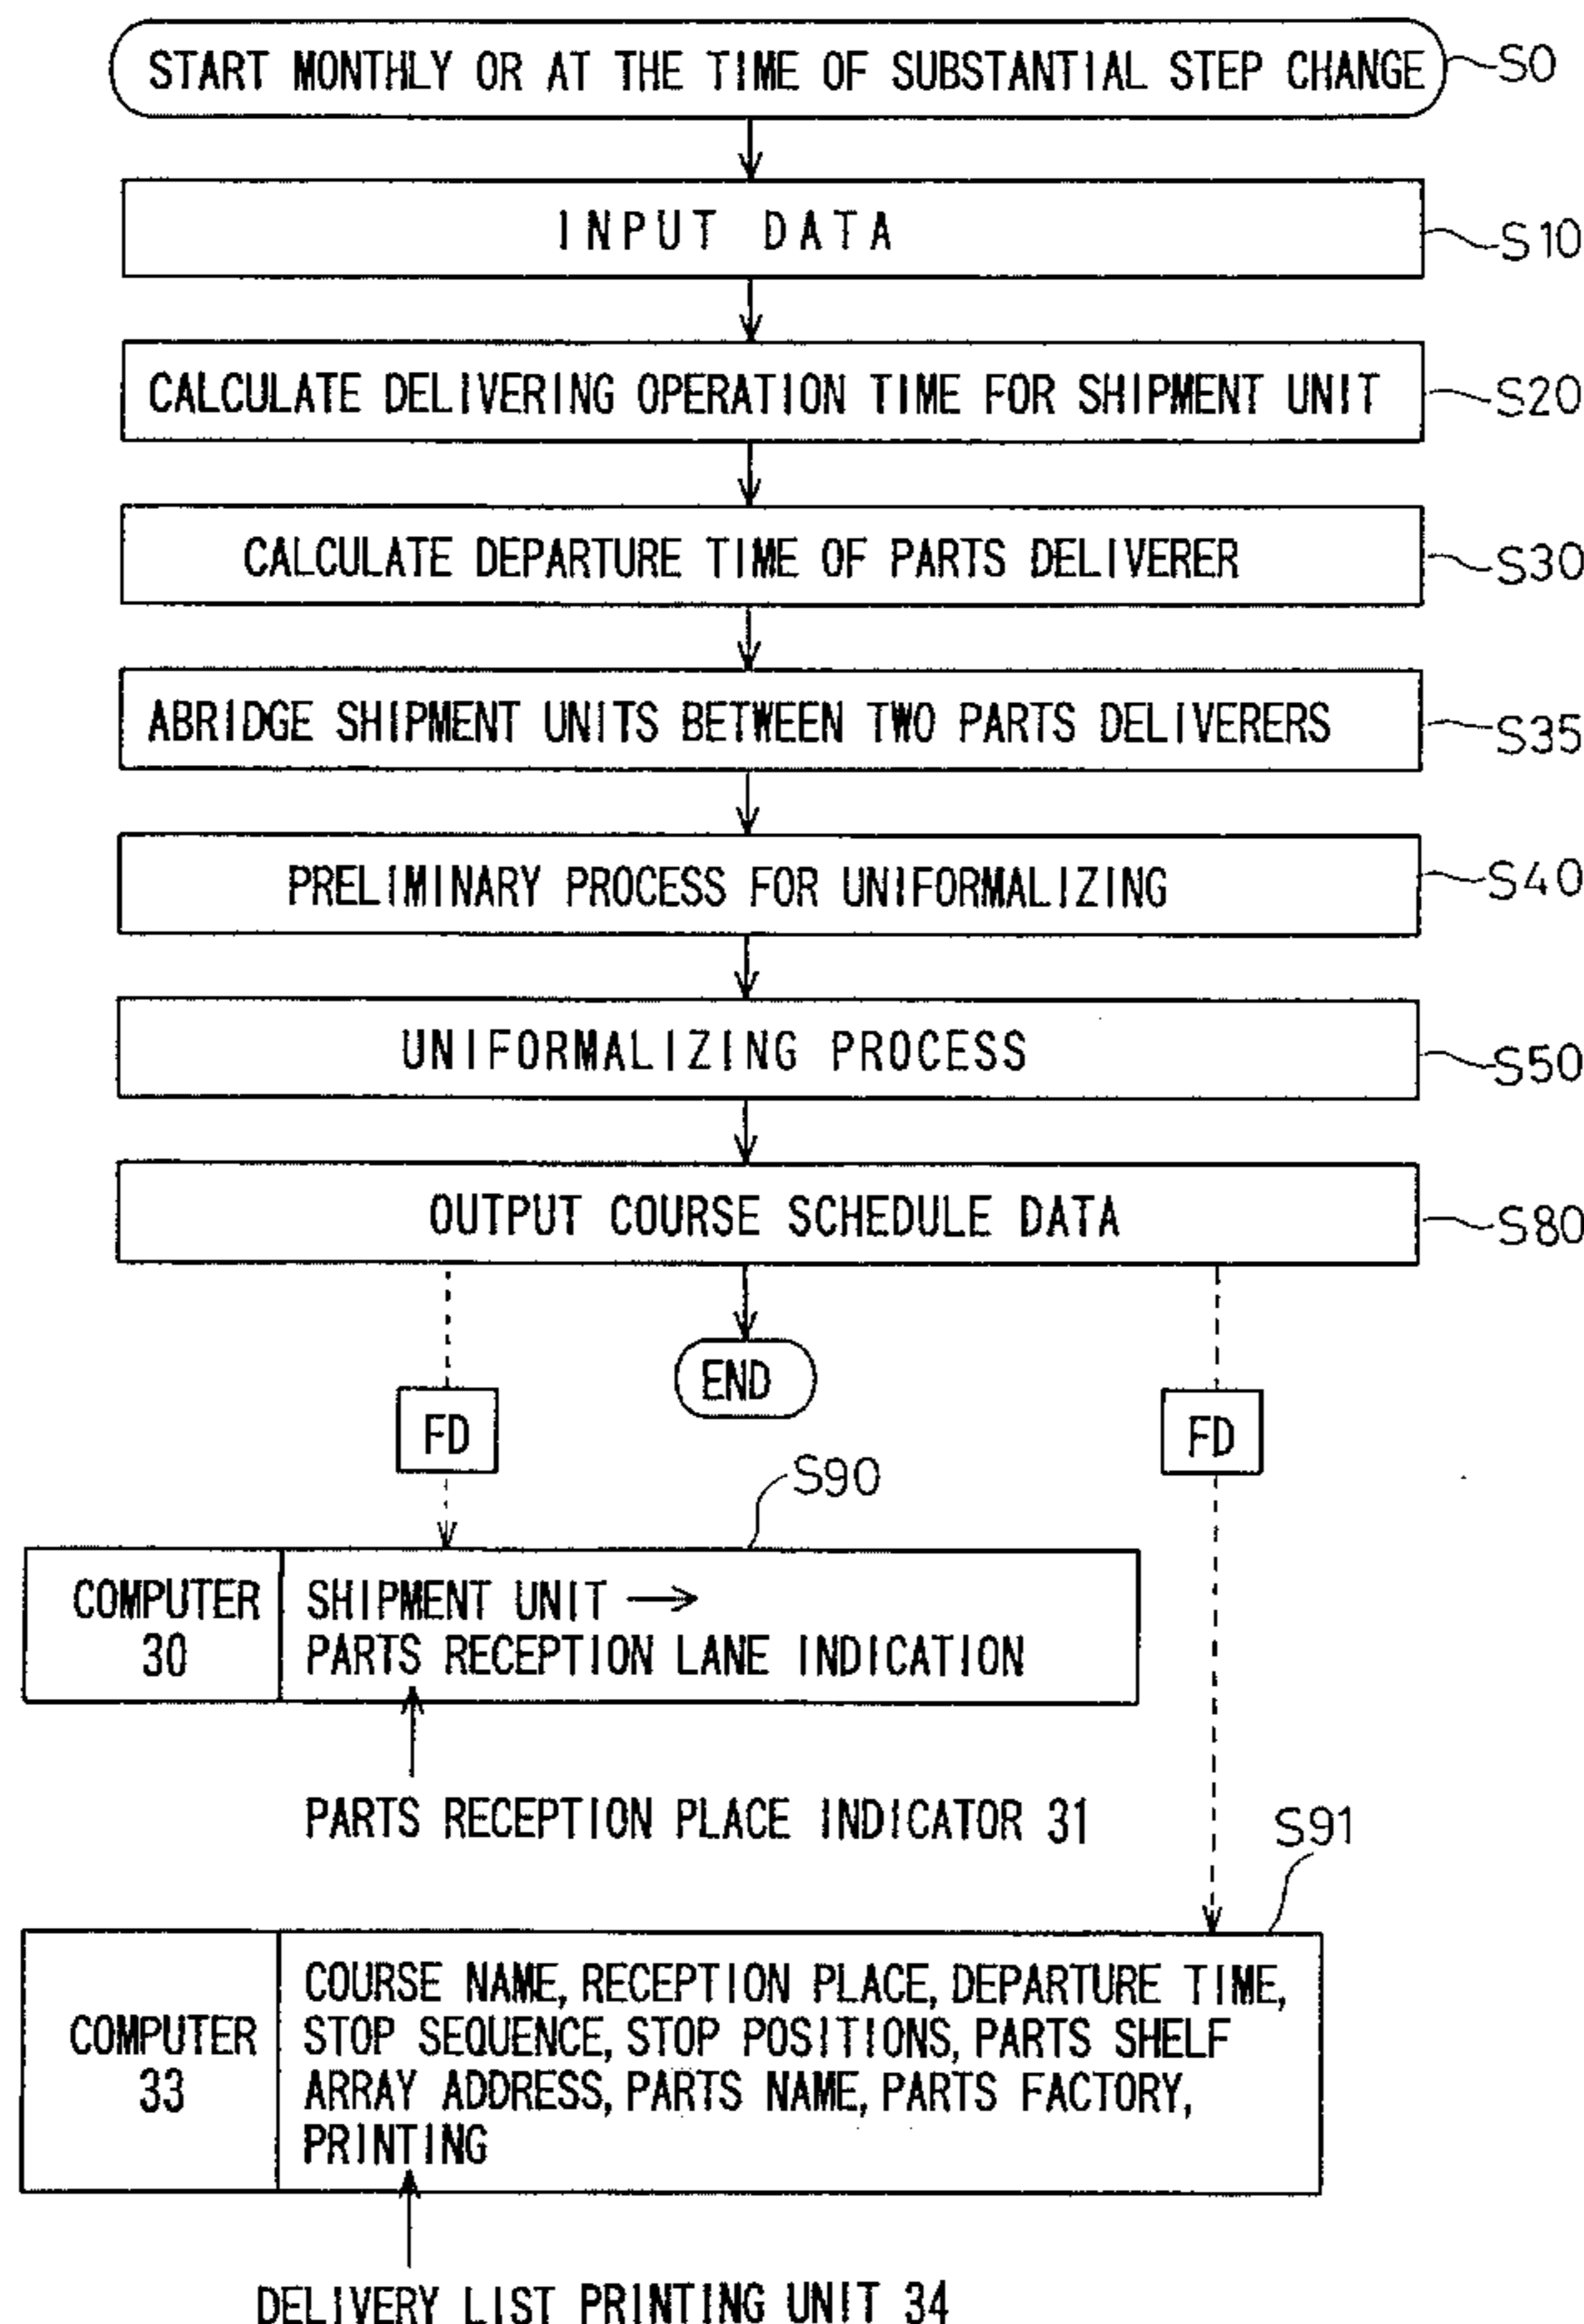 START MONTHLY OR AT THE TIME OF SUBSTANTIAL STEP CHANGE S0
INPUT DATA S10
CALCULATE DELIVERING OPERATION TIME FOR SHIPMENT UNIT S20
CALCULATE DEPARTURE TIME OF PARTS DELIVERER S30
ABRIDGE SHIPMENT UNITS BETWEEN TWO PARTS DELIVERERS S35
PRELIMINARY PROCESS FOR UNIFORMALIZING S40
UNIFORMALIZING PROCESS S50
OUTPUT COURSE SCHEDULE DATA S80
END
FD FD
S90
COMPUTER 30
SHIPMENT UNIT →
PARTS RECEPTION LANE INDICATION
PARTS RECEPTION PLACE INDICATOR 31
S91
COMPUTER 33
COURSE NAME, RECEPTION PLACE, DEPARTURE TIME,
STOP SEQUENCE, STOP POSITIONS, PARTS SHELF
ARRAY ADDRESS, PARTS NAME, PARTS FACTORY,
PRINTING
DELIVERY LIST PRINTING UNIT 34